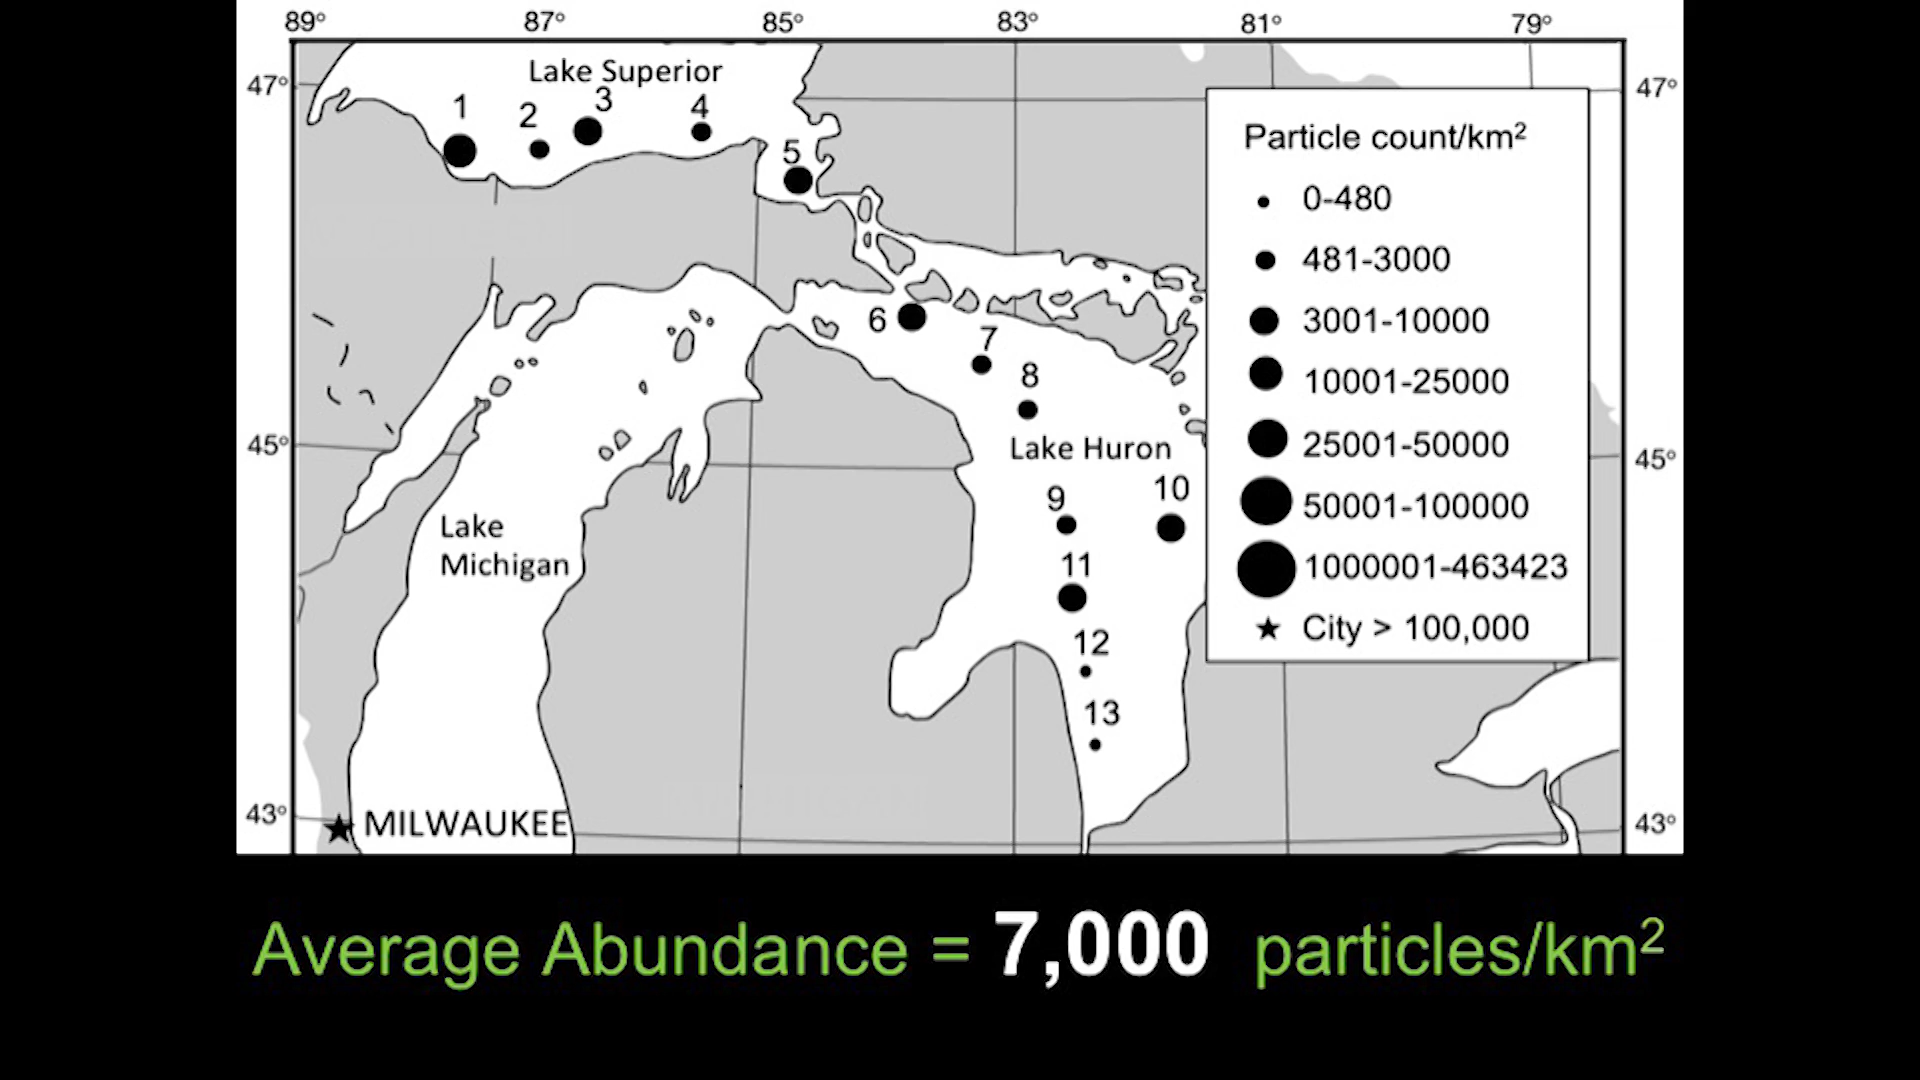 89° 87° 85° 83° 81° 79°
Lake Superior
47° 47°
1 2 3 4
5
Particle count/km²
0-480
481-3000
3001-10000
10001-25000
25001-50000
50001-100000
1000001-463423
★ City > 100,000
6 7
8
45° Lake Huron 45°
9 10
Lake
Michigan
11
12
13
43° 43°
★ MILWAUKEE
Average Abundance = 7,000 particles/km²